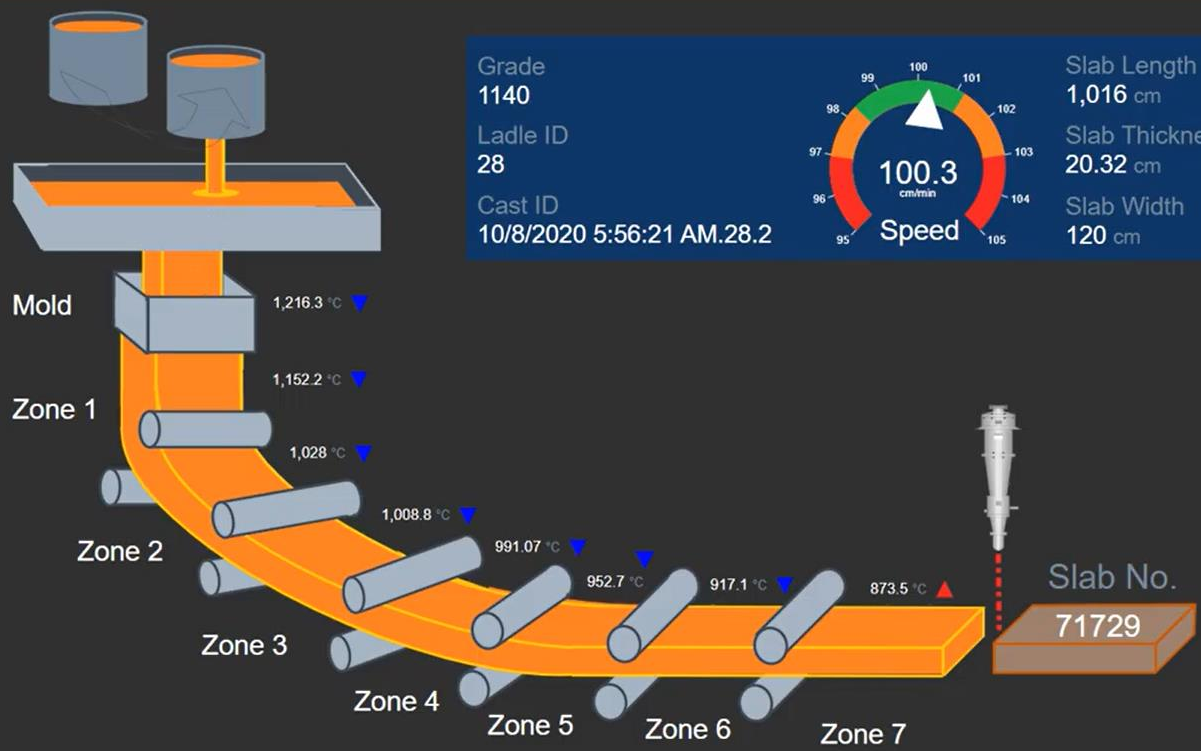 Grade
1140
Ladle ID
28
Cast ID
10/8/2020 5:56:21 AM.28.2
95
96
97
98
99
100
101
102
103
104
105
100.3
cm/min
Speed
Slab Length
1,016 cm
Slab Thickne
20.32 cm
Slab Width
120 cm
Mold
1,216.3 °C
1,152.2 °C
Zone 1
1,028 °C
1,008.8 °C
Zone 2
991.07 °C
952.7 °C
917.1 °C
873.5 °C
Slab No.
71729
Zone 3
Zone 4
Zone 5
Zone 6
Zone 7